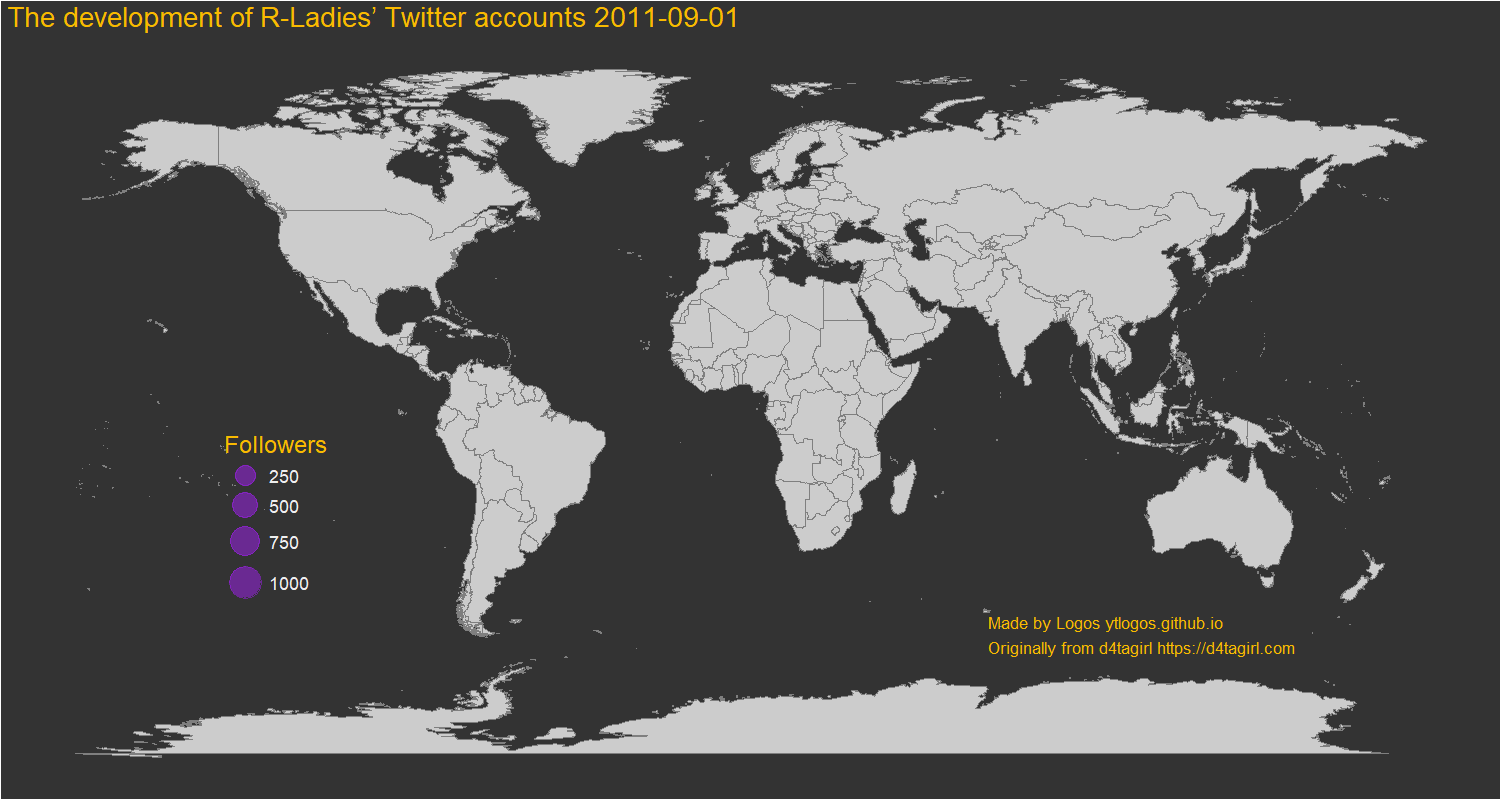 The development of R-Ladies’ Twitter accounts 2011-09-01
Followers
250
500
750
1000
Made by Logos ytlogos.github.io
Originally from d4tagirl https://d4tagirl.com